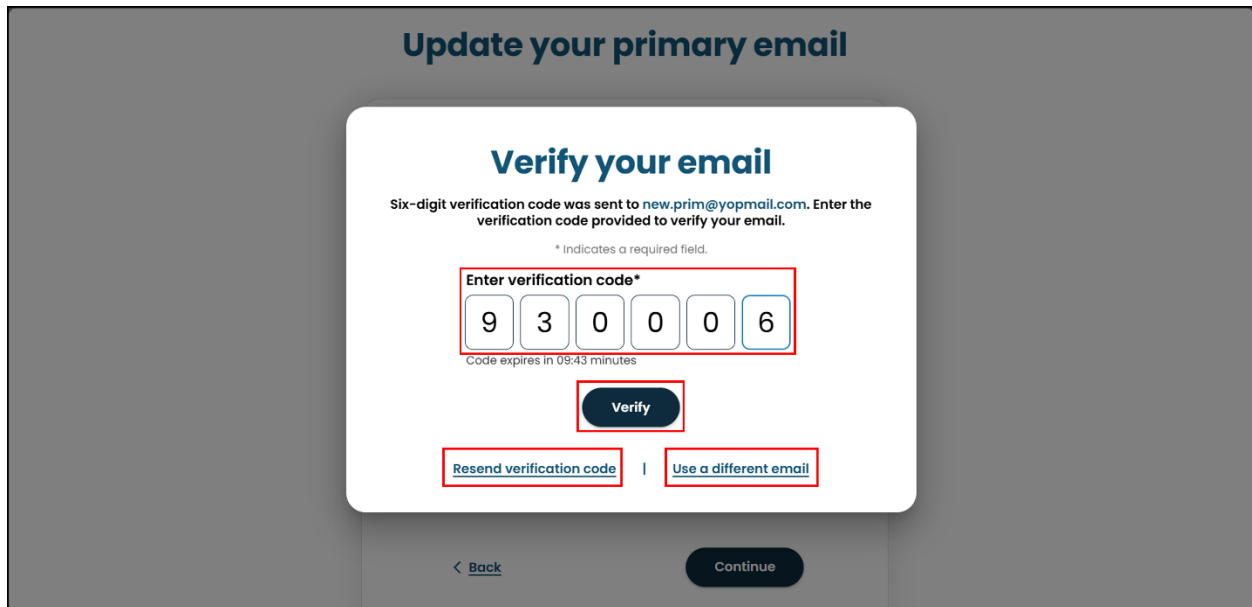 Update your primary email
Verify your email
Six-digit verification code was sent to new.prim@yopmail.com. Enter the
verification code provided to verify your email.
* Indicates a required field.
Enter verification code*
9 3 0 0 0 6
Code expires in 09:43 minutes
Verify
Resend verification code | Use a different email
< Back Continue